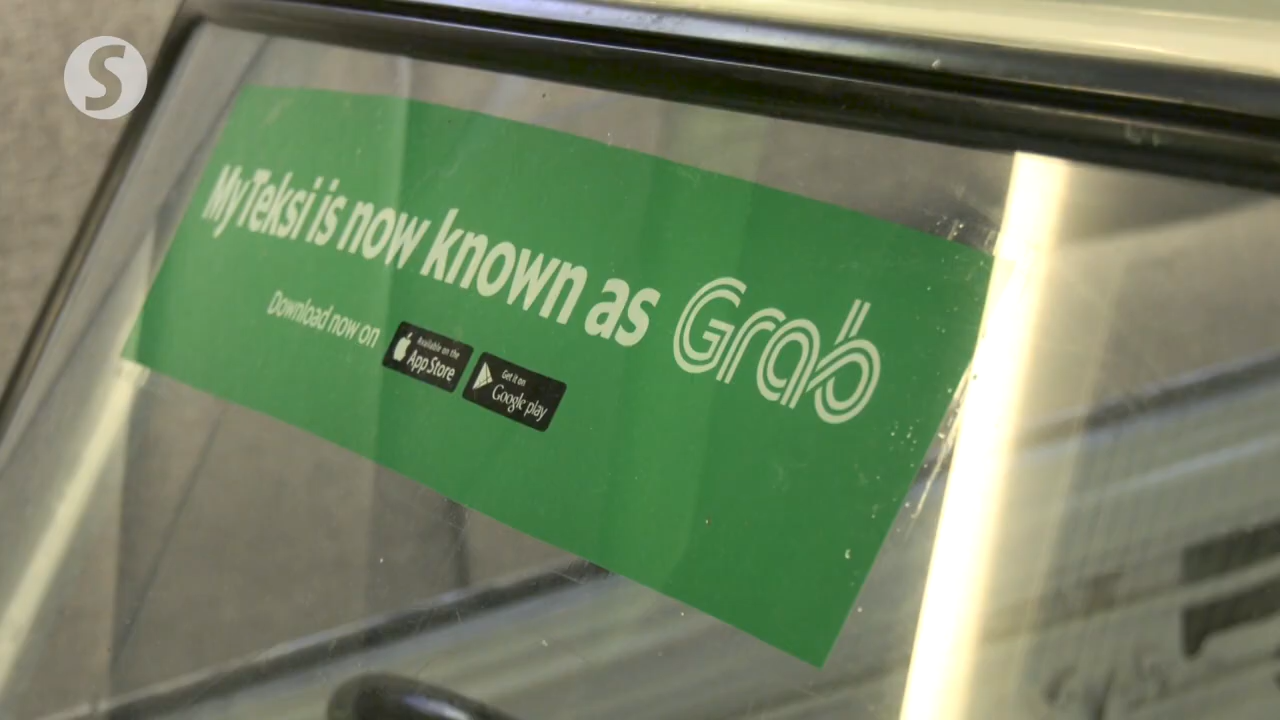 S
MyTeksi is now known as Grab
Download now on
Available on the
App Store
Get it on
Google play